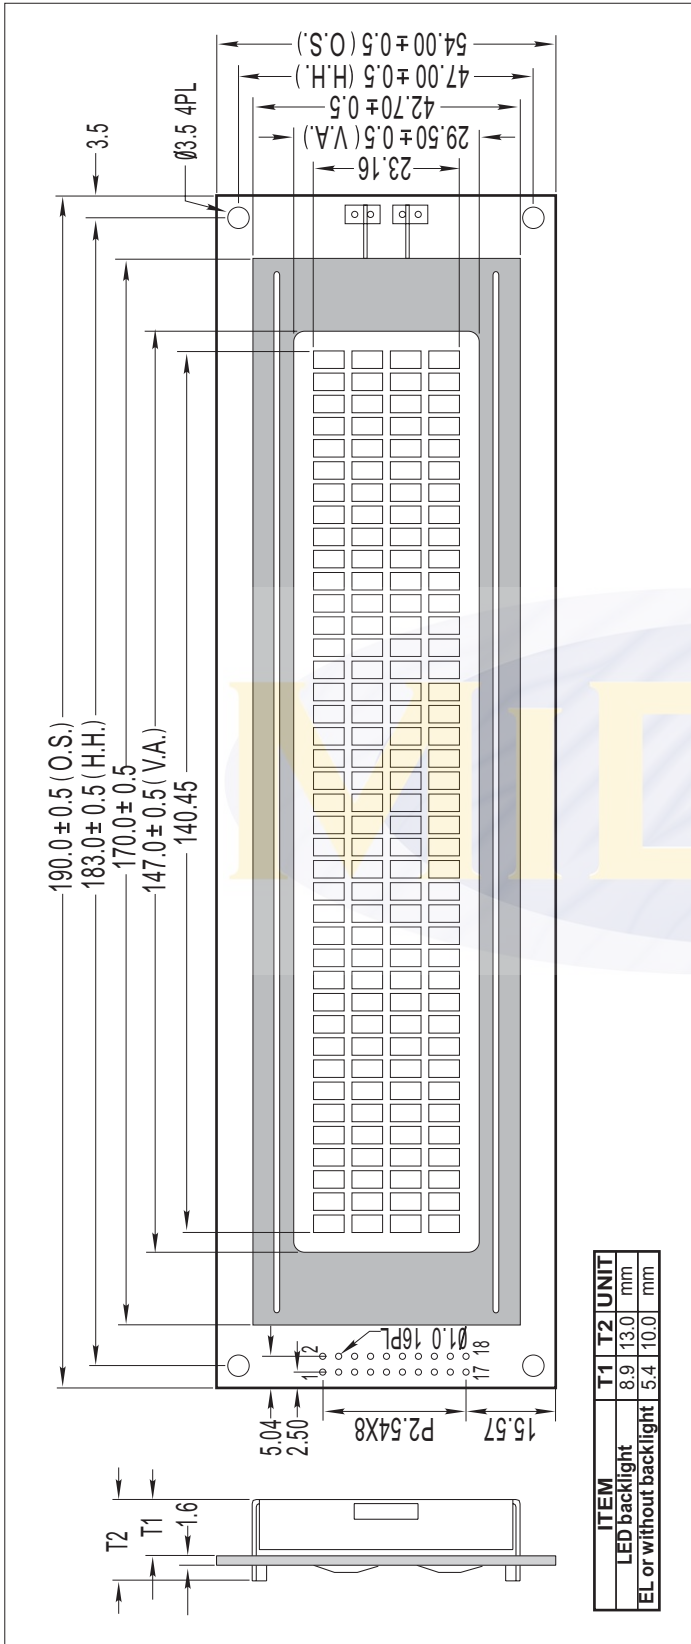 54.00 ± 0.5 ( O.S. )
47.00 ± 0.5 (H.H. )
42.70 ± 0.5
29.50 ± 0.5 ( V.A.)
23.16
3.5
Ø3.5 4PL
190.0 ± 0.5 ( O.S.)
183.0 ± 0.5 ( H.H.)
170.0 ± 0.5
147.0 ± 0.5 ( V.A.)
140.45
1
2
Ø1.0 16PL
17
18
5.04
2.50
P2.54X8
15.57
T2
T1
1.6
ITEM T1 T2 UNIT
LED backlight 8.9 13.0 mm
EL or without backlight 5.4 10.0 mm